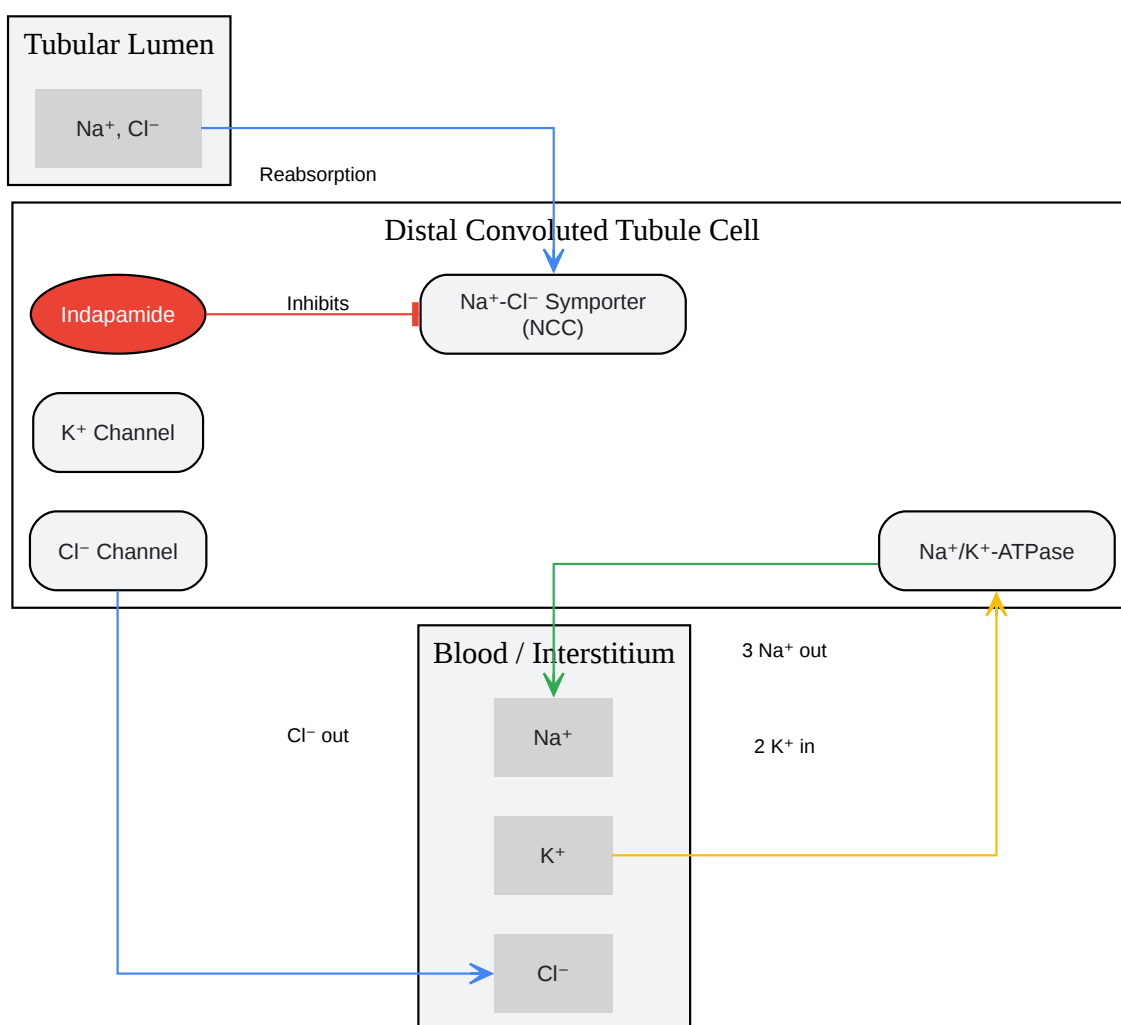 Tubular Lumen
Na⁺, Cl⁻
Reabsorption
Distal Convoluted Tubule Cell
Indapamide
Inhibits
Na⁺-Cl⁻ Symporter
(NCC)
K⁺ Channel
Cl⁻ Channel
Na⁺/K⁺-ATPase
Blood / Interstitium
3 Na⁺ out
Cl⁻ out
Na⁺
2 K⁺ in
K⁺
Cl⁻